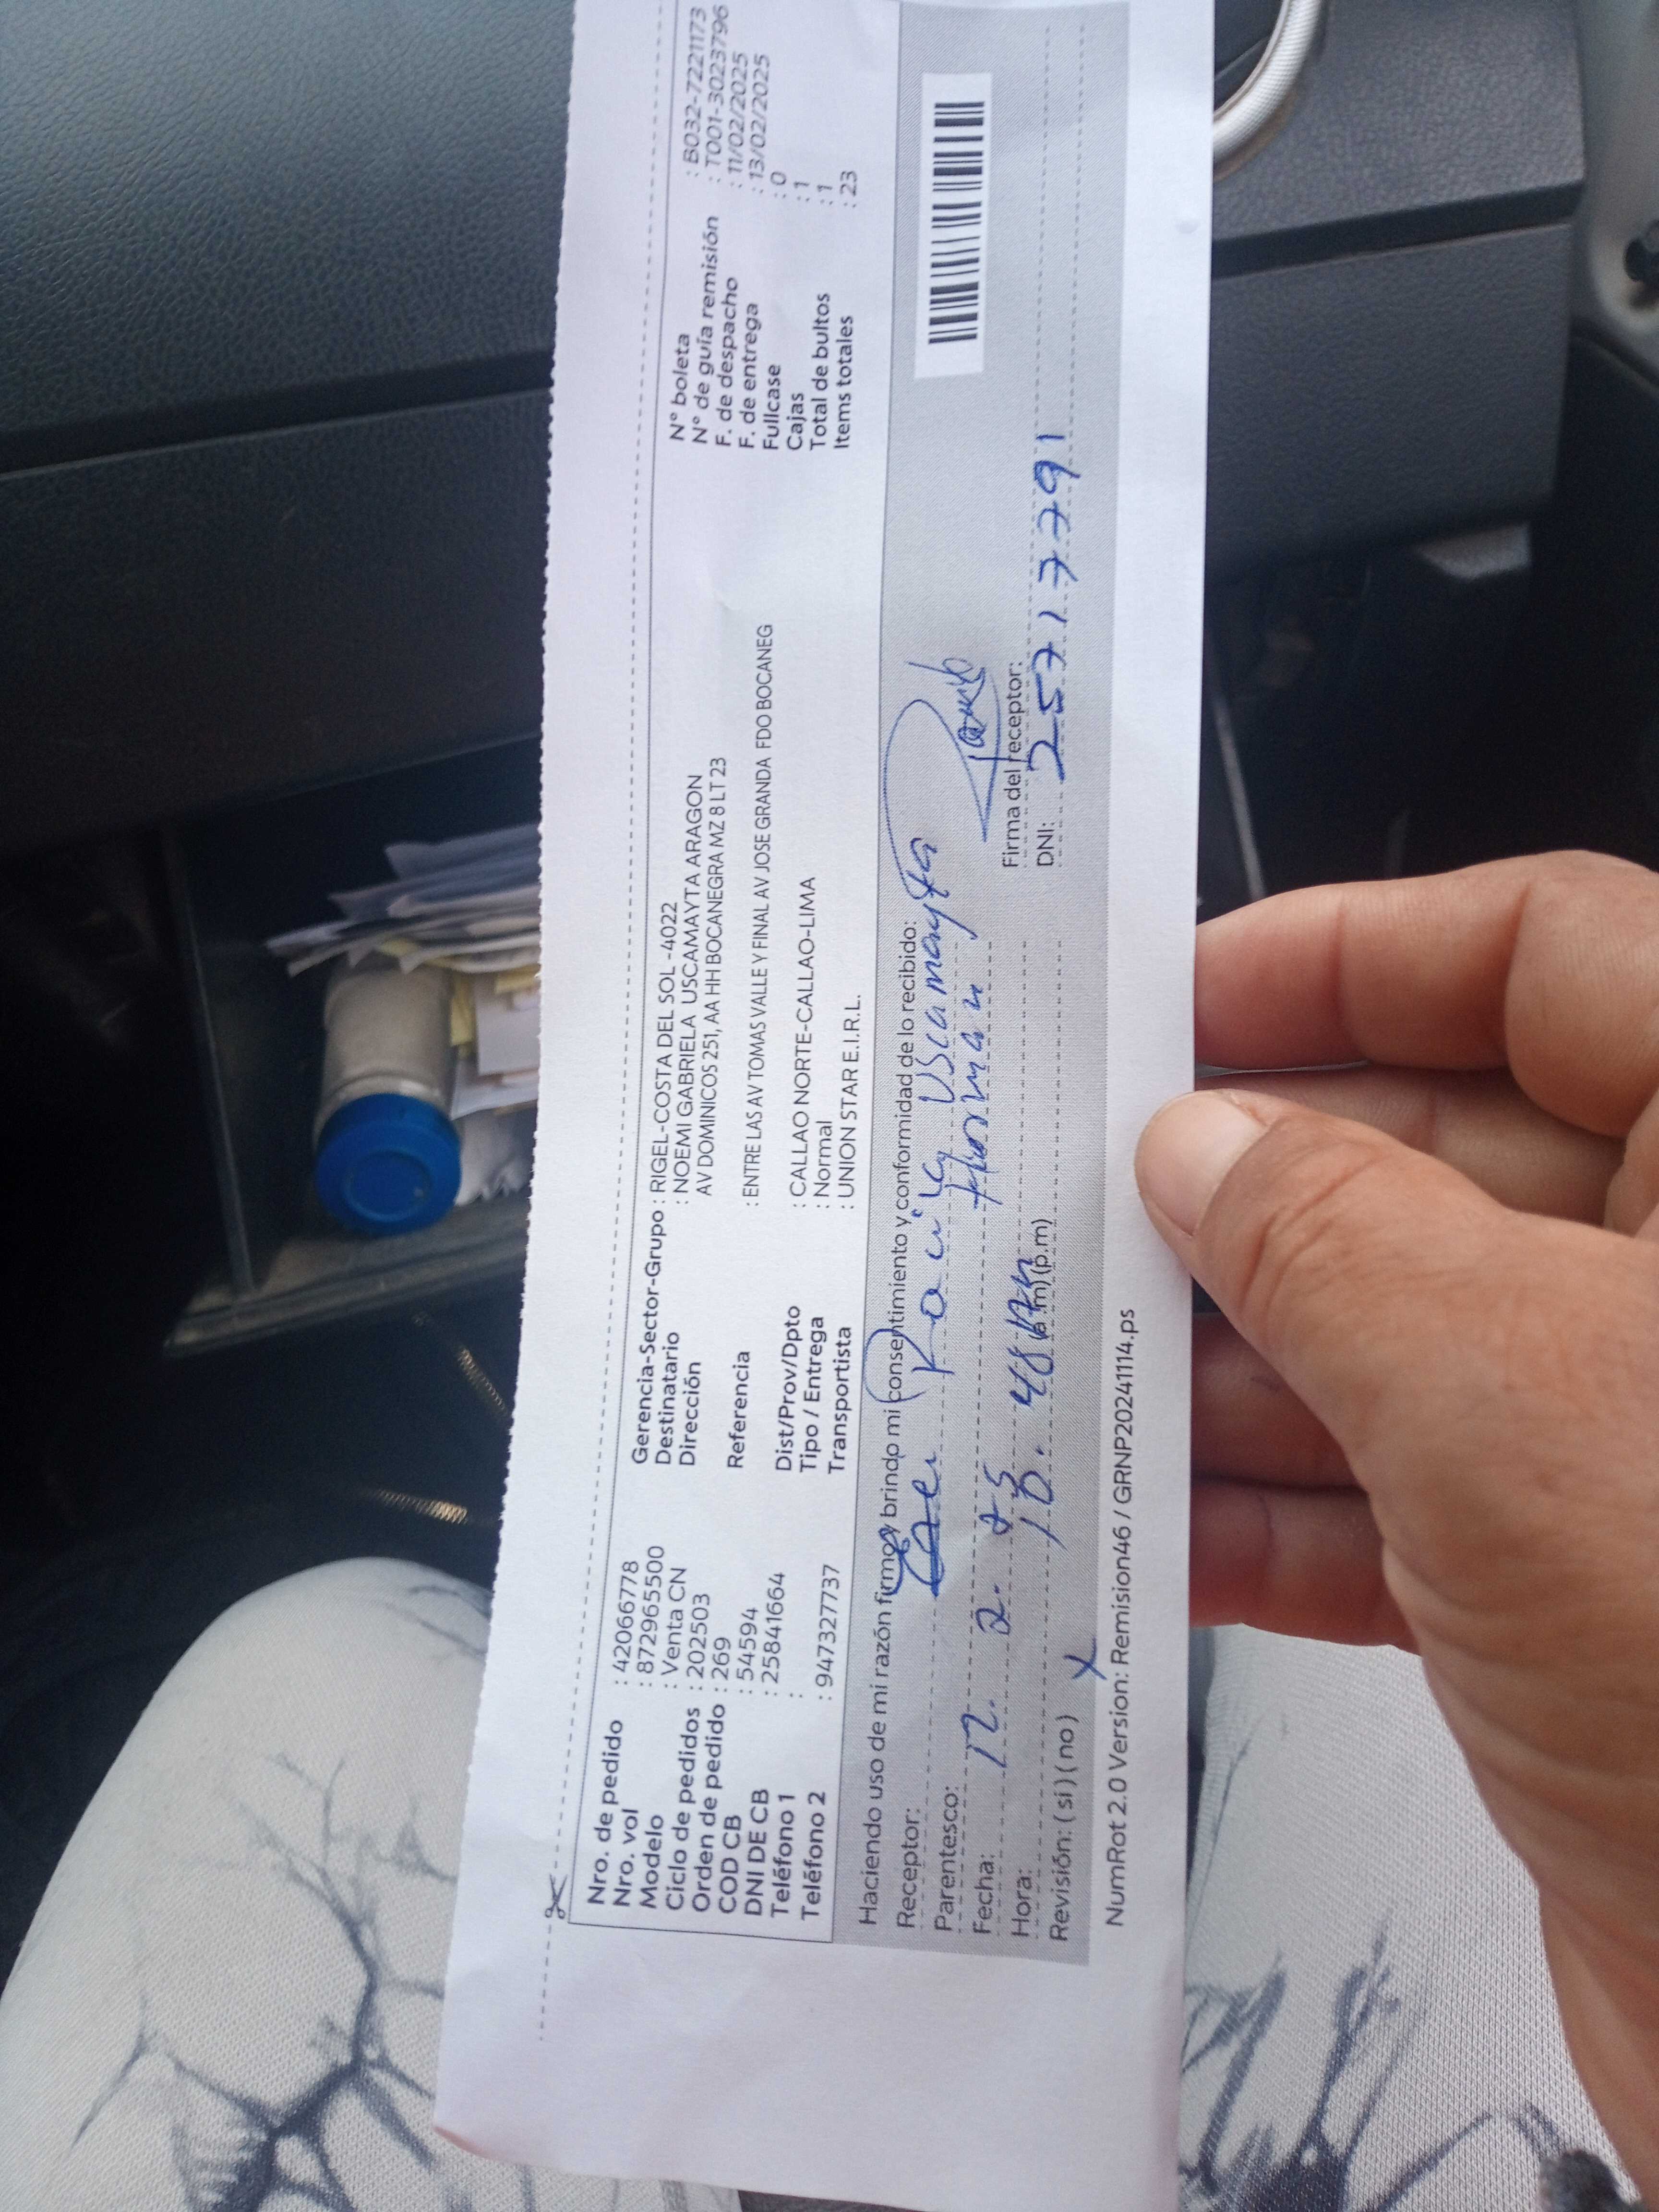 Nro. de pedido : 42066778
Nro. vol : 872965500
Modelo : Venta CN
Ciclo de pedidos : 202503
Orden de pedido : 269
COD CB : 54594
DNI DE CB : 25841664
Teléfono 1 :
Teléfono 2 : 947327737
Gerencia-Sector-Grupo : RIGEL-COSTA DEL SOL -4022
Destinatario : NOEMI GABRIELA USCAMAYTA ARAGON
Dirección AV DOMINICOS 251, AA HH BOCANEGRA MZ 8 LT 23
Referencia : ENTRE LAS AV TOMAS VALLE Y FINAL AV JOSE GRANDA FDO BOCANEG
Dist/Prov/Dpto : CALLAO NORTE-CALLAO-LIMA
Tipo / Entrega : Normal
Transportista : UNION STAR E.I.R.L.
N° boleta : B032-7221173
N° de guía remisión : T001-3023796
F. de despacho : 11/02/2025
F. de entrega : 13/02/2025
Fullcase : 0
Cajas : 1
Total de bultos : 1
Items totales : 23
Haciendo uso de mi razón firmo y brindo mi consentimiento y conformidad de lo recibido:
Receptor: Uscamayta
Parentesco:
Fecha: 12. 2. 25
Hora: 10. 48 (a.m) (p.m)
Revisión: ( si ) ( no ) X
Firma del receptor:
DNI: 25717791
NumRot 2.0 Version: Remision46 / GRNP20241114.ps